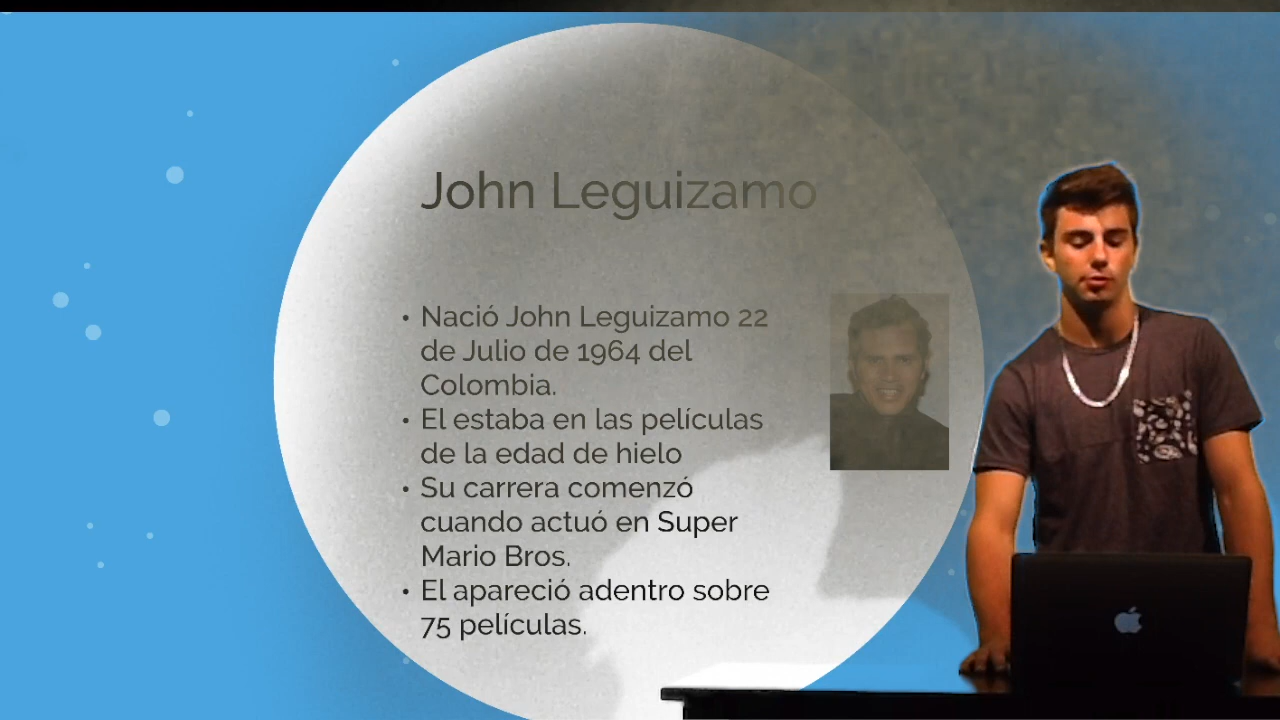 John Leguizamo
• Nació John Leguizamo 22
de Julio de 1964 del
Colombia.
• El estaba en las películas
de la edad de hielo
• Su carrera comenzó
cuando actuó en Super
Mario Bros.
• El apareció adentro sobre
75 películas.